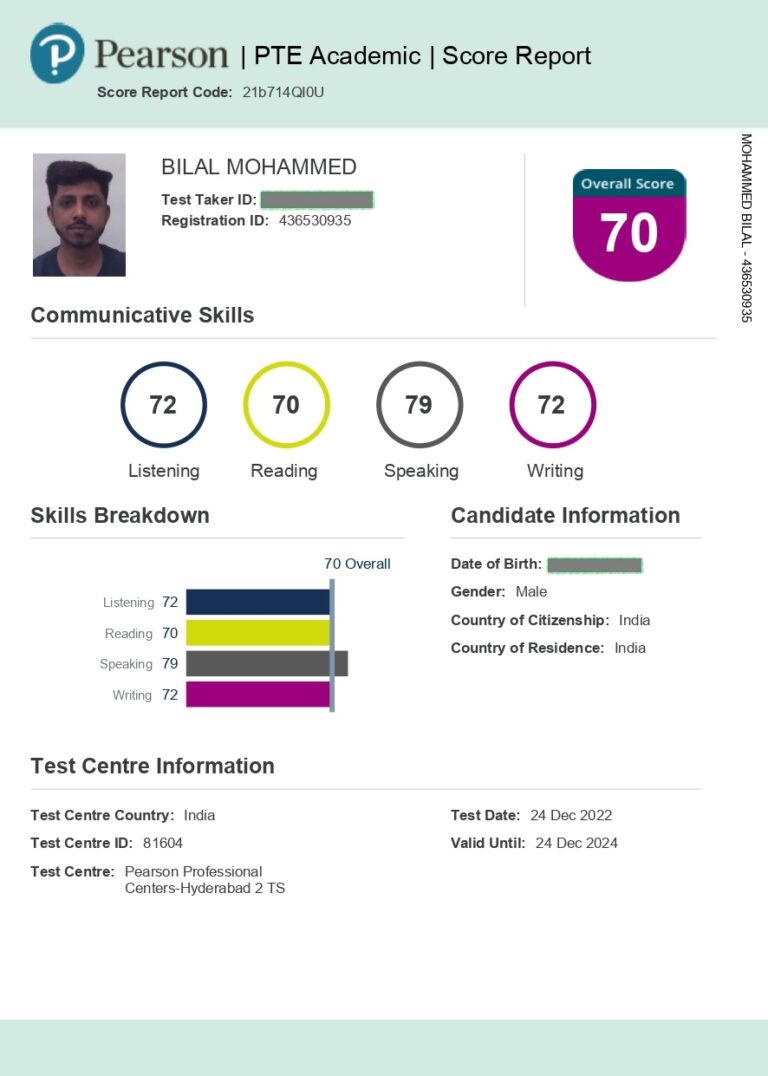 Pearson | PTE Academic | Score Report
Score Report Code: 21b714QI0U
MOHAMMED BILAL - 436530935
BILAL MOHAMMED
Test Taker ID:
Registration ID: 436530935
Overall Score
70
Communicative Skills
72 70 79 72
Listening Reading Speaking Writing
Skills Breakdown
70 Overall
Listening 72
Reading 70
Speaking 79
Writing 72
Candidate Information
Date of Birth:
Gender: Male
Country of Citizenship: India
Country of Residence: India
Test Centre Information
Test Centre Country: India
Test Centre ID: 81604
Test Centre: Pearson Professional
Centers-Hyderabad 2 TS
Test Date: 24 Dec 2022
Valid Until: 24 Dec 2024